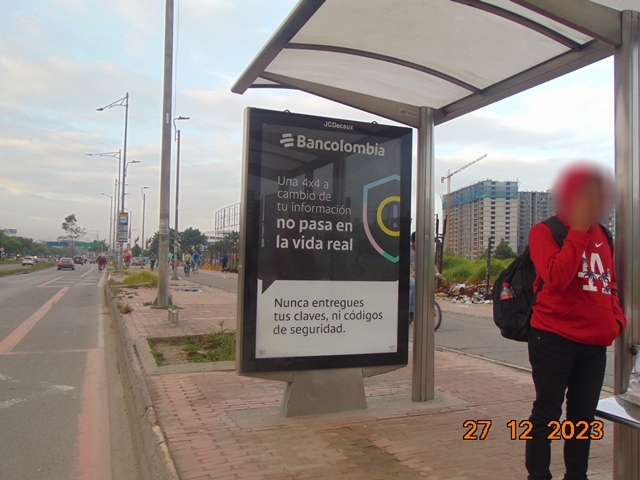 JCDecaux
Bancolombia
Una 4x4 a
cambio de
tu información
no pasa en
la vida real
Nunca entregues
tus claves, ni códigos
de seguridad.
LA
27 12 2023